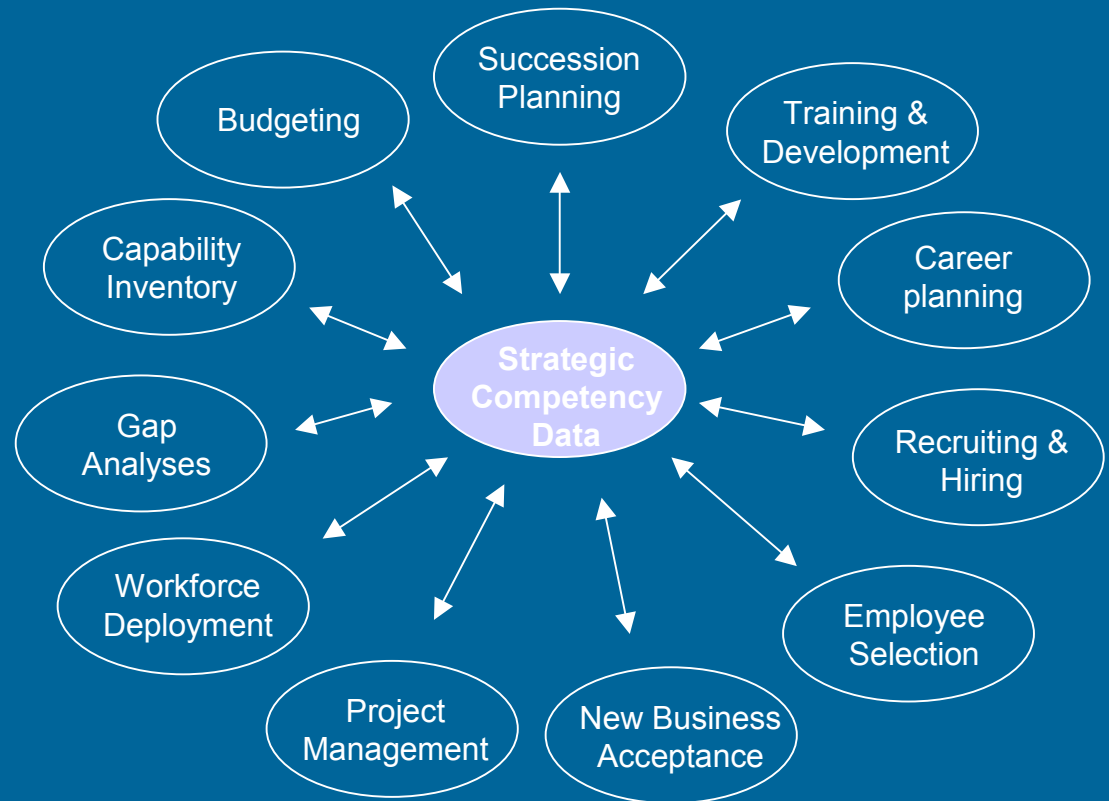 Succession
Planning
Budgeting
Training &
Development
Capability
Inventory
Career
planning
Strategic
Competency
Data
Gap
Analyses
Recruiting &
Hiring
Workforce
Deployment
Employee
Selection
Project
Management
New Business
Acceptance